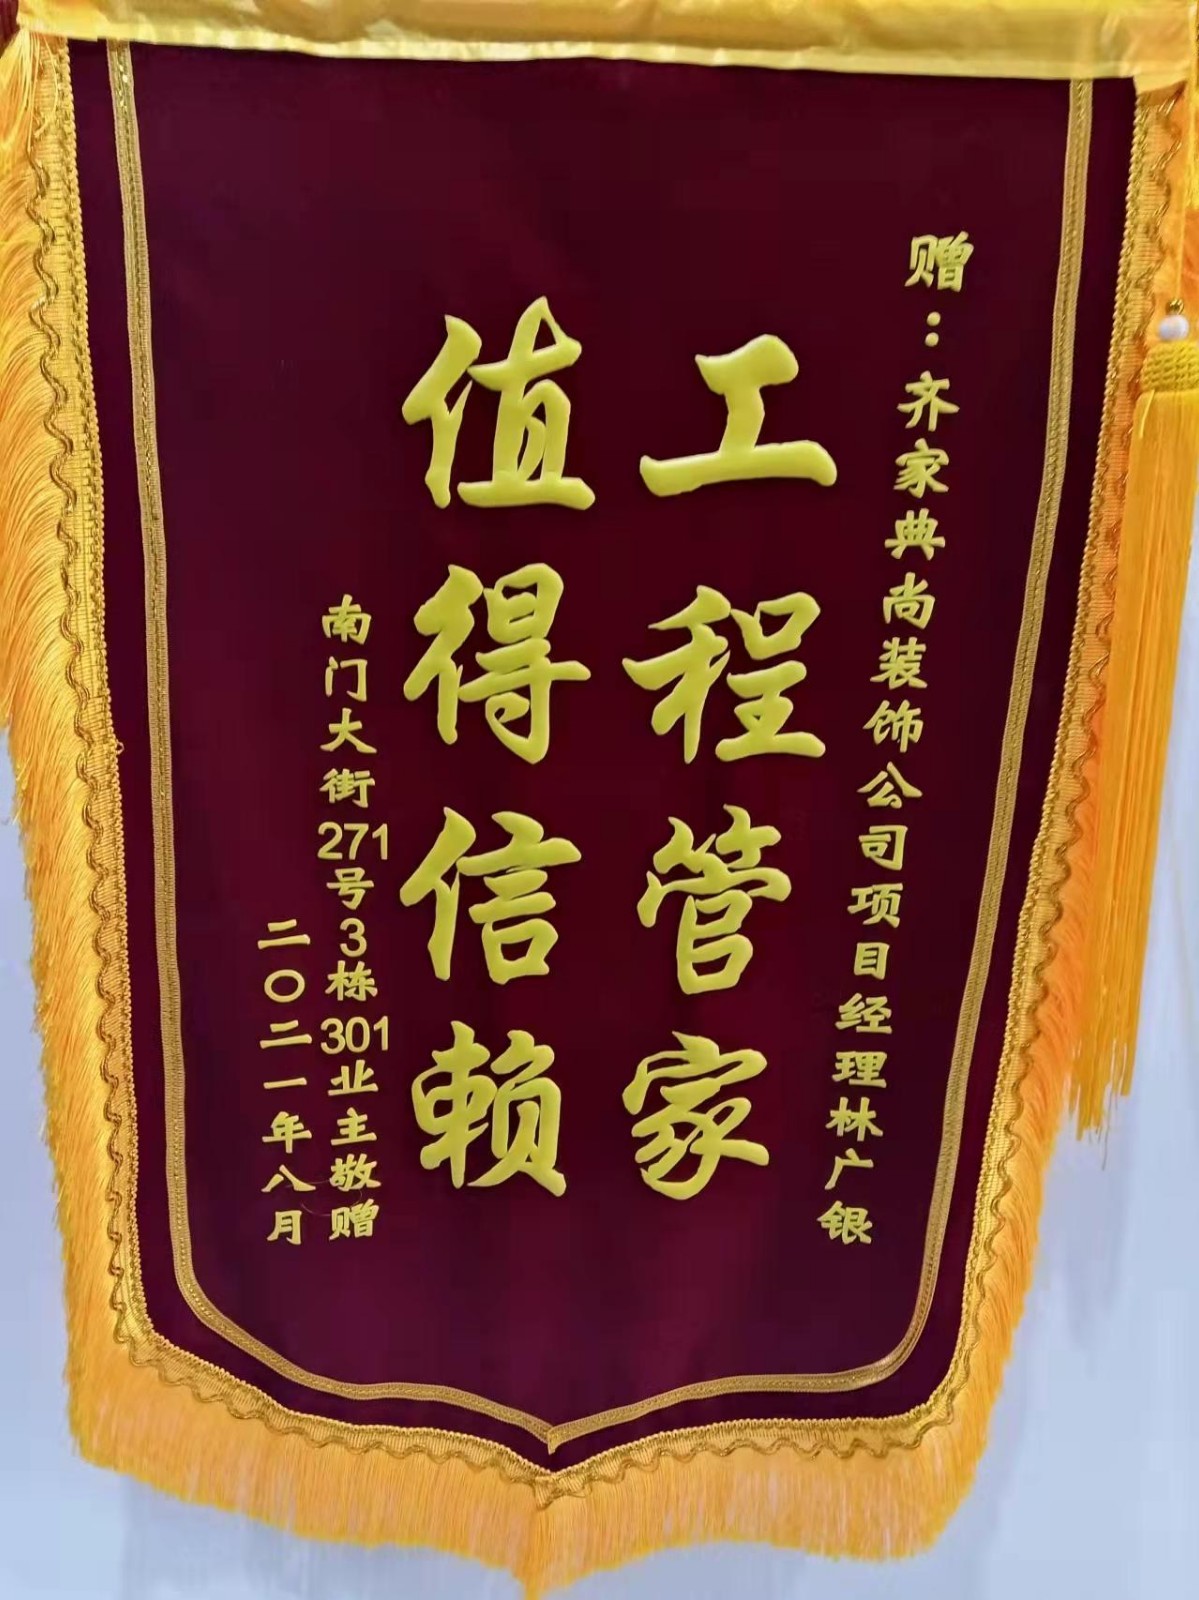 赠：齐家典尚装饰公司项目经理林广银
工程管家
值得信赖
南门大街271号3栋301业主敬赠
二〇二一年八月